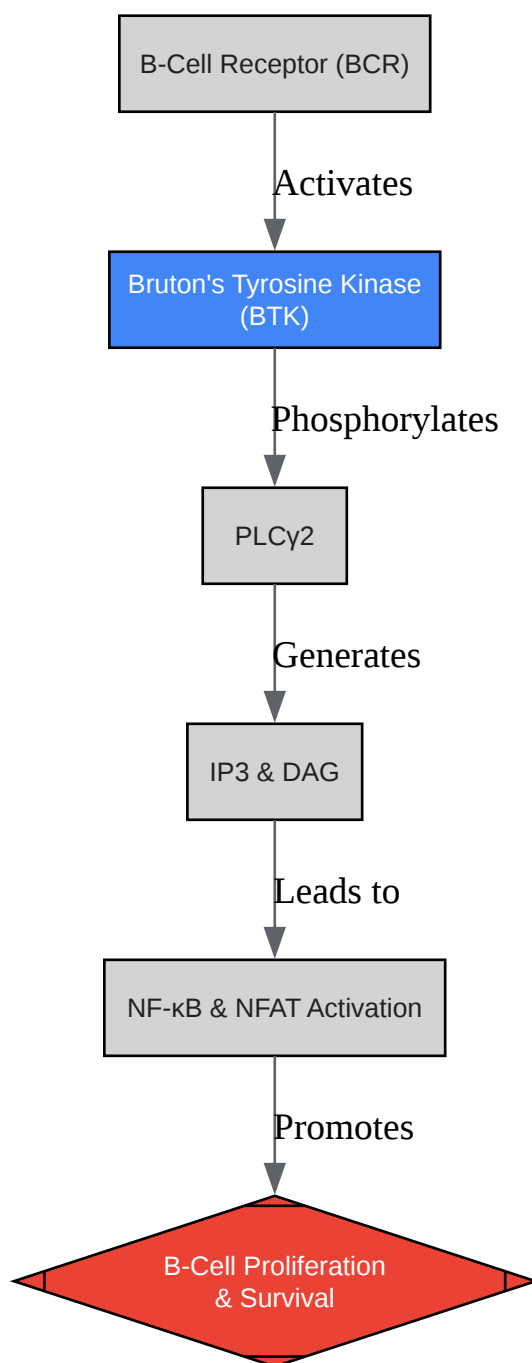 B-Cell Receptor (BCR)
Activates
Bruton's Tyrosine Kinase
(BTK)
Phosphorylates
PLCγ2
Generates
IP3 & DAG
Leads to
NF-κB & NFAT Activation
Promotes
B-Cell Proliferation
& Survival